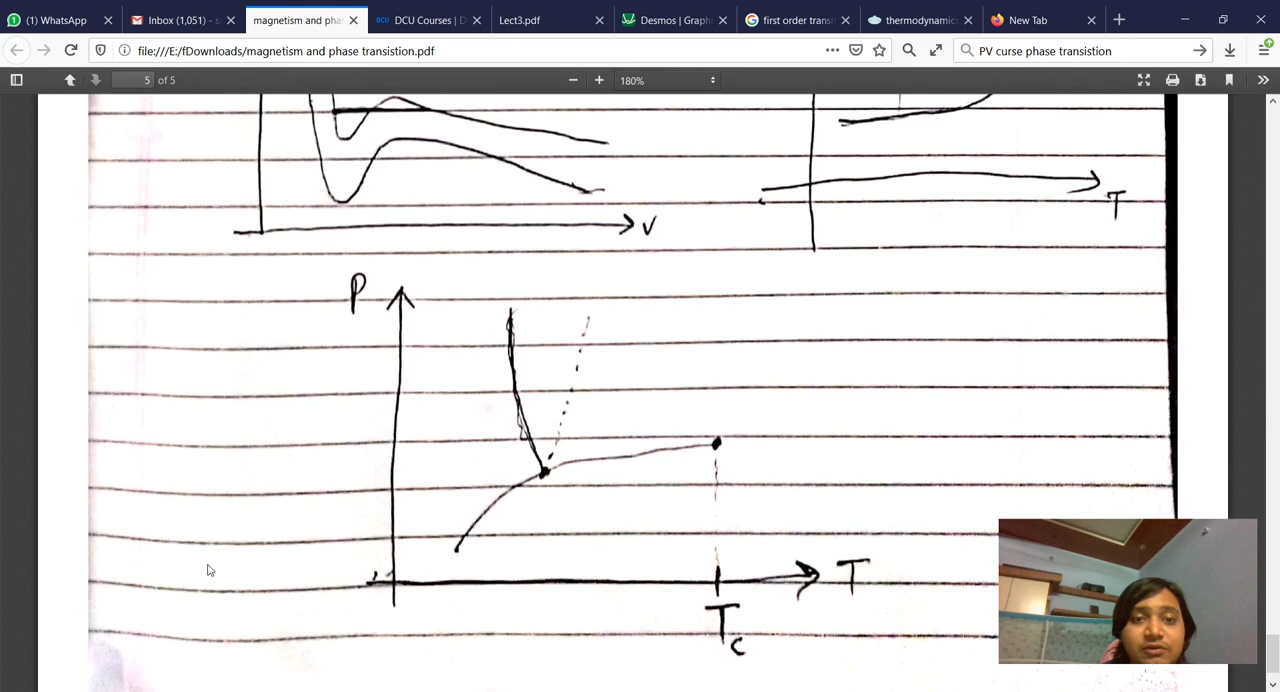 (1) WhatsApp
Inbox (1,051) - s
magnetism and pha
DCU Courses | D
Lect3.pdf
Desmos | Graph
first order transi
thermodynamic
New Tab
file:///E:/fDownloads/magnetism and phase transistion.pdf
PV curse phase transistion
5 of 5
180%
V
T
P
T
Tc